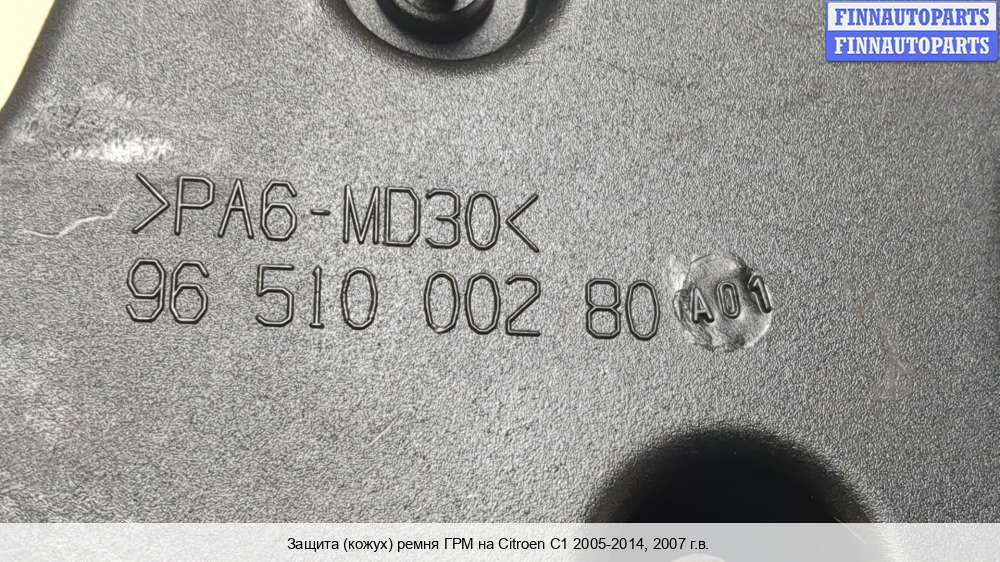 FINNAUTOPARTS
FINNAUTOPARTS
>PA6-MD30<
96 510 002 80 A01
Защита (кожух) ремня ГРМ на Citroen C1 2005-2014, 2007 г.в.